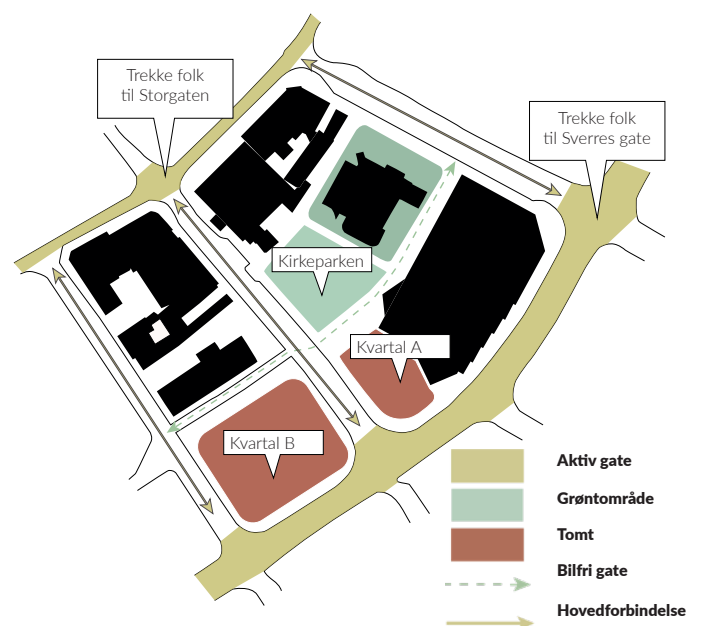 Trekke folk
til Storgaten
Trekke folk
til Sverres gate
Kirkeparken
Kvartal A
Kvartal B
Aktiv gate
Grøntområde
Tomt
Bilfri gate
Hovedforbindelse